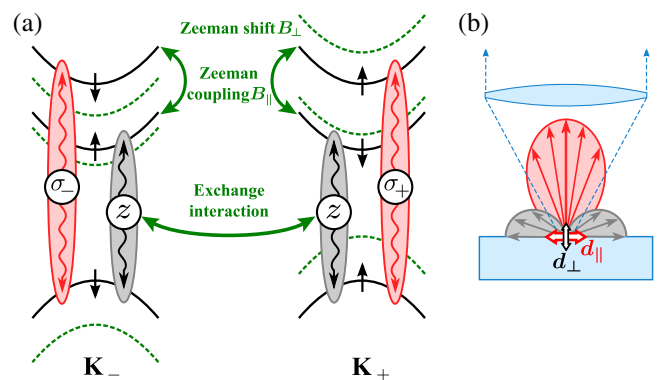 (a)
Zeeman shift B⊥
(b)
Zeeman
coupling B∥
σ−
z
Exchange
interaction
z
σ+
d∥
d⊥
K−
K+